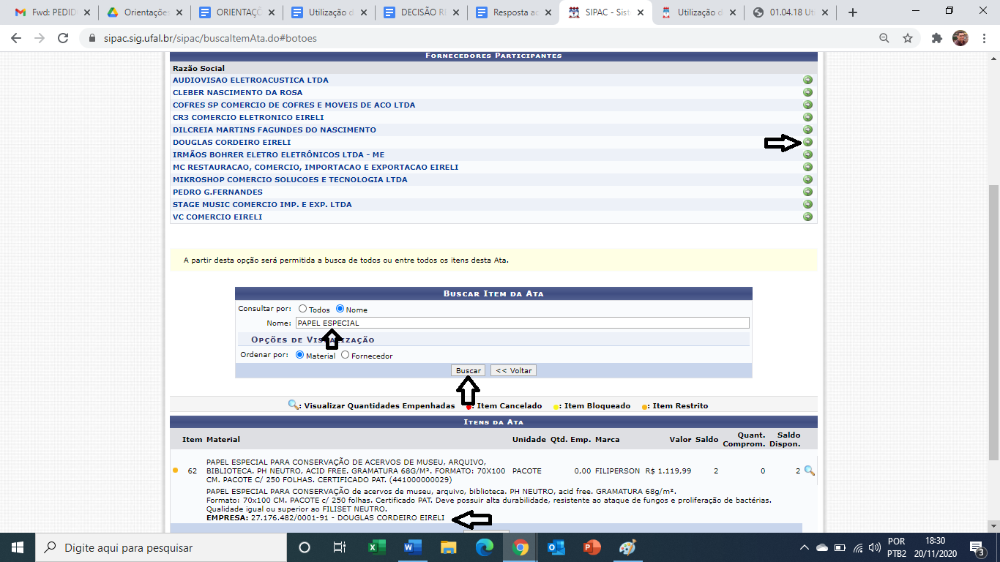 Fwd: PEDID
Orientações
ORIENTAÇÕ
Utilização d
DECISÃO RE
Resposta ao
SIPAC - Sist
Utilização d
01.04.18 Uti
sipac.sig.ufal.br/sipac/buscaItemAta.do#botoes
Fornecedores Participantes
Razão Social
AUDIOVISAO ELETROACUSTICA LTDA
CLEBER NASCIMENTO DA ROSA
COFRES SP COMERCIO DE COFRES E MOVEIS DE ACO LTDA
CR3 COMERCIO ELETRONICO EIRELI
DILCREIA MARTINS FAGUNDES DO NASCIMENTO
DOUGLAS CORDEIRO EIRELI
IRMÃOS BOHRER ELETRO ELETRÔNICOS LTDA - ME
MC RESTAURACAO, COMERCIO, IMPORTACAO E EXPORTACAO EIRELI
MIKROSHOP COMERCIO SOLUCOES E TECNOLOGIA LTDA
PEDRO G.FERNANDES
STAGE MUSIC COMERCIO IMP. E EXP. LTDA
VC COMERCIO EIRELI
A partir desta opção será permitida a busca de todos ou entre todos os itens desta Ata.
Buscar Item da Ata
Consultar por: Todos Nome
Nome: PAPEL ESPECIAL
Opções de Visualização
Ordenar por: Material Fornecedor
Buscar << Voltar
: Visualizar Quantidades Empenhadas : Item Cancelado : Item Bloqueado : Item Restrito
Itens da Ata
Item Material Unidade Qtd. Emp. Marca Valor Saldo Quant. Comprom. Saldo Dispon.
PAPEL ESPECIAL PARA CONSERVAÇÃO DE ACERVOS DE MUSEU, ARQUIVO,
62 BIBLIOTECA. PH NEUTRO, ACID FREE. GRAMATURA 68G/M². FORMATO: 70X100 PACOTE 0,00 FILIPERSON R$ 1.119,99 2 0 2
CM. PACOTE C/ 250 FOLHAS. CERTIFICADO PAT. (441000000029)
PAPEL ESPECIAL PARA CONSERVAÇÃO de acervos de museu, arquivo, biblioteca. PH NEUTRO, acid free. GRAMATURA 68g/m².
Formato: 70x100 CM. PACOTE c/ 250 folhas. Certificado PAT. Deve possuir alta durabilidade, resistente ao ataque de fungos e proliferação de bactérias.
Qualidade igual ou superior ao FILISET NEUTRO.
EMPRESA: 27.176.482/0001-91 - DOUGLAS CORDEIRO EIRELI
Digite aqui para pesquisar
POR
PTB2
18:30
20/11/2020
3